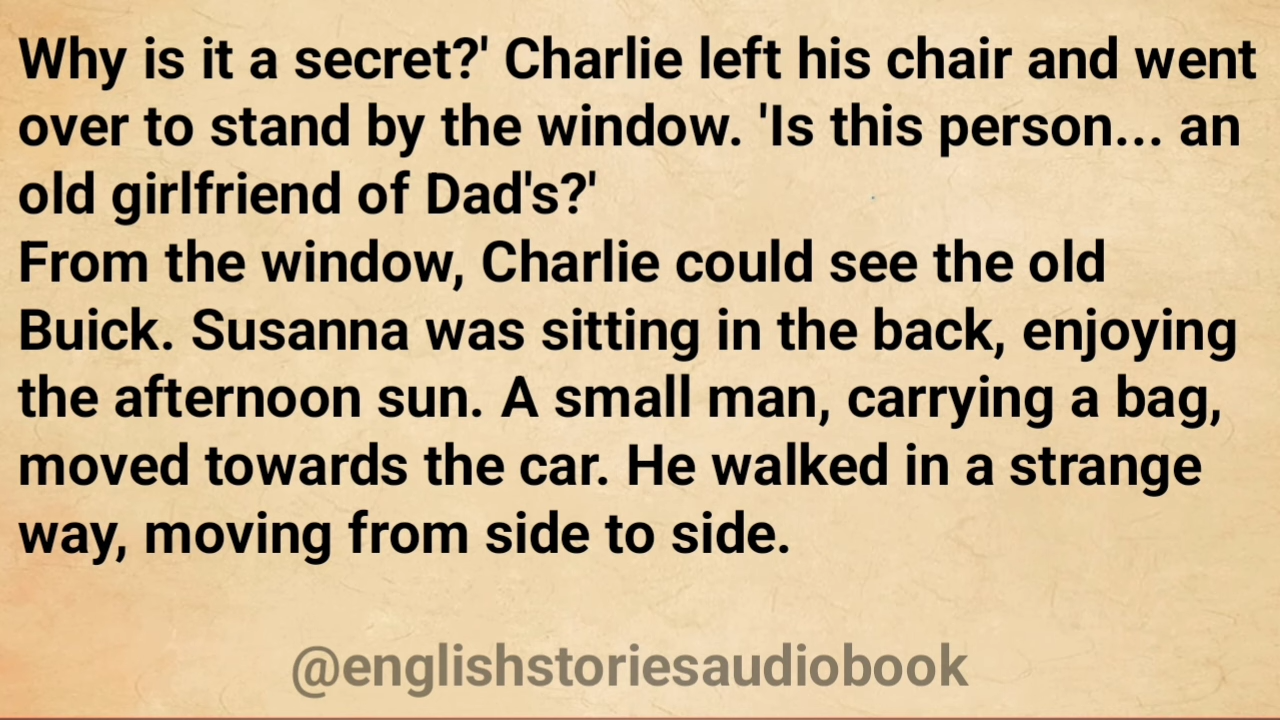 Why is it a secret?' Charlie left his chair and went
over to stand by the window. 'Is this person... an
old girlfriend of Dad's?'
From the window, Charlie could see the old
Buick. Susanna was sitting in the back, enjoying
the afternoon sun. A small man, carrying a bag,
moved towards the car. He walked in a strange
way, moving from side to side.
@englishstoriesaudiobook